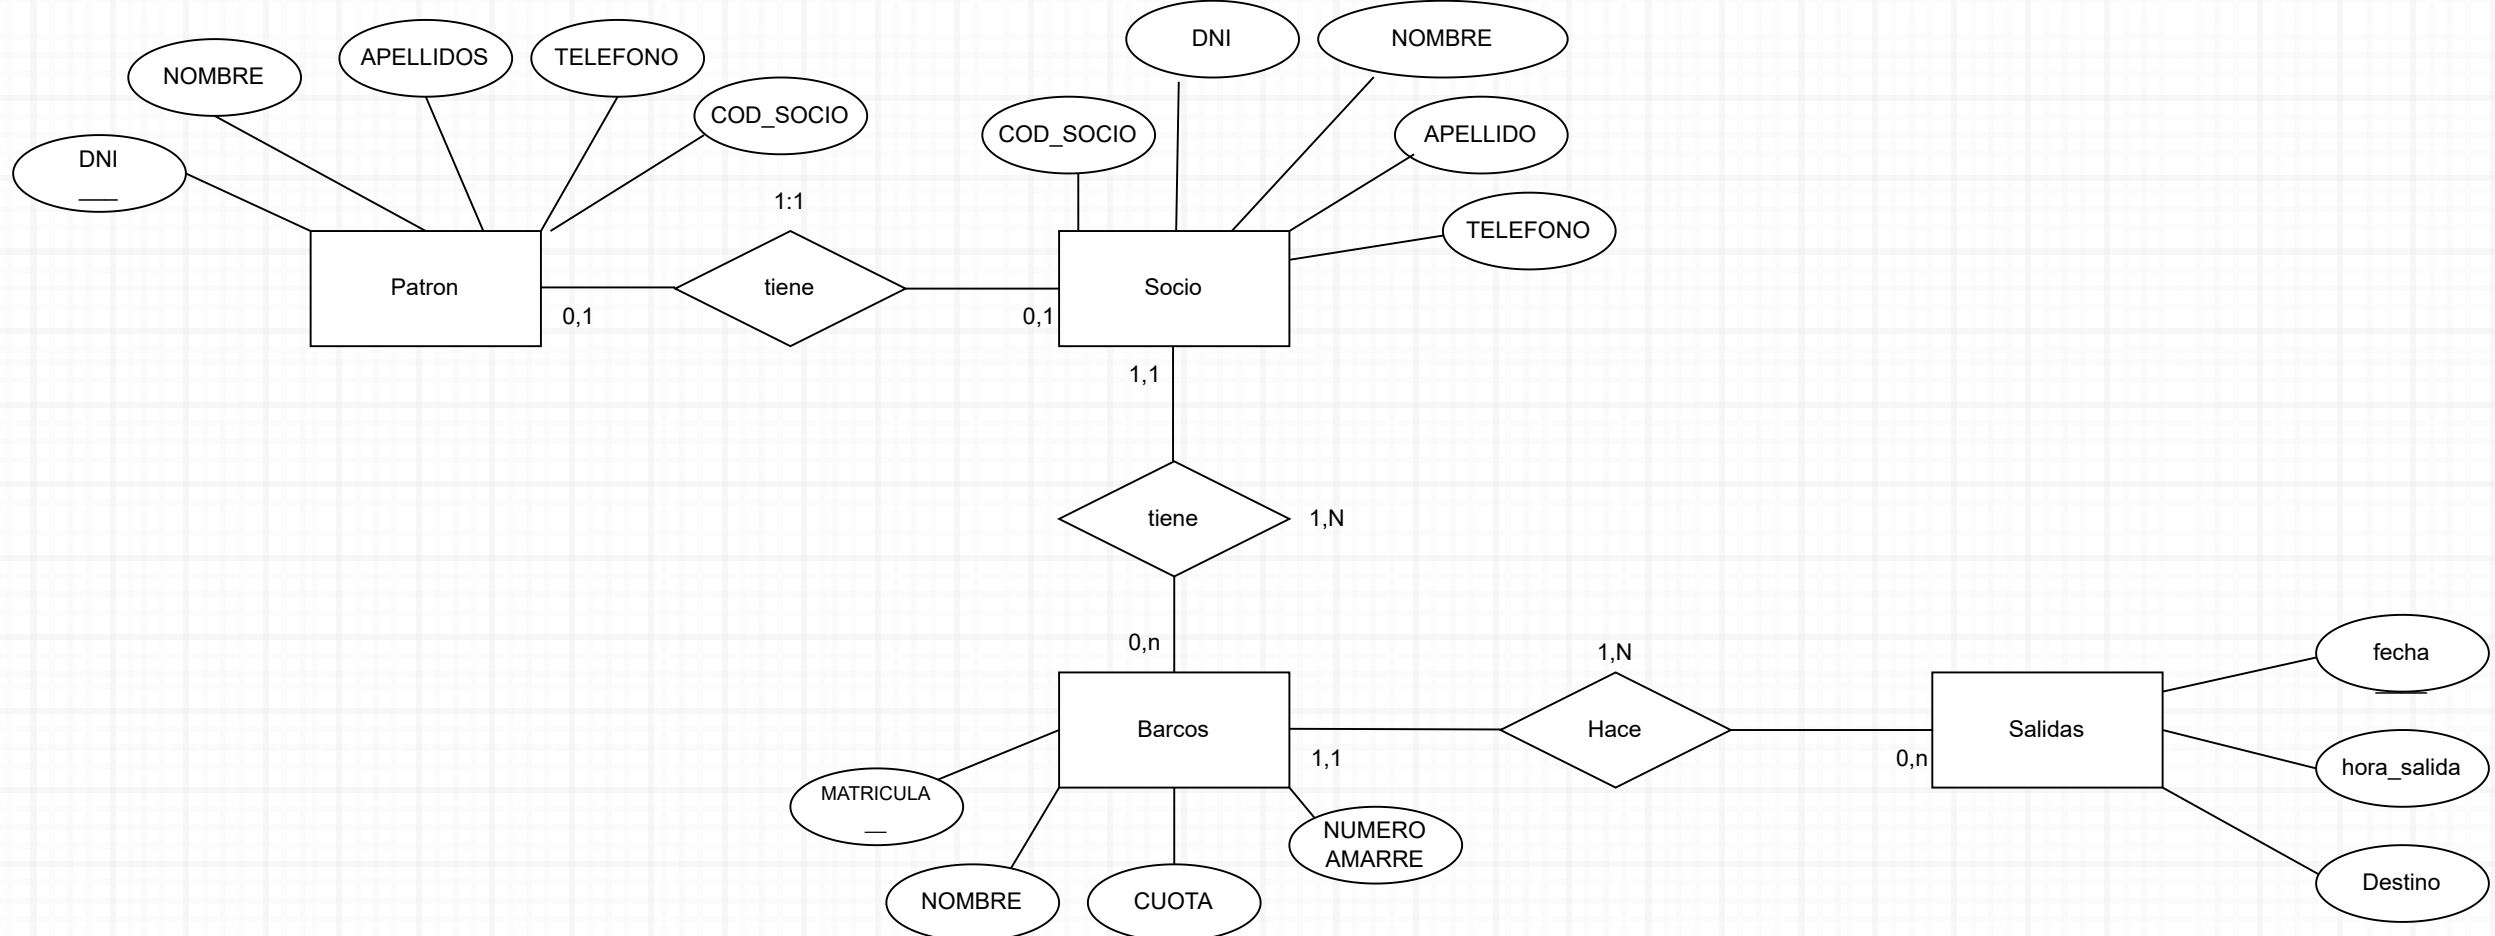 DNI
NOMBRE
APELLIDOS
TELEFONO
NOMBRE
APELLIDO
COD_SOCIO
COD_SOCIO
DNI
1:1
TELEFONO
Patron
tiene
Socio
0,1
0,1
1,1
tiene
1,N
0,n
1,N
fecha
Barcos
Hace
Salidas
1,1
0,n
hora_salida
MATRICULA
NUMERO
AMARRE
Destino
NOMBRE
CUOTA